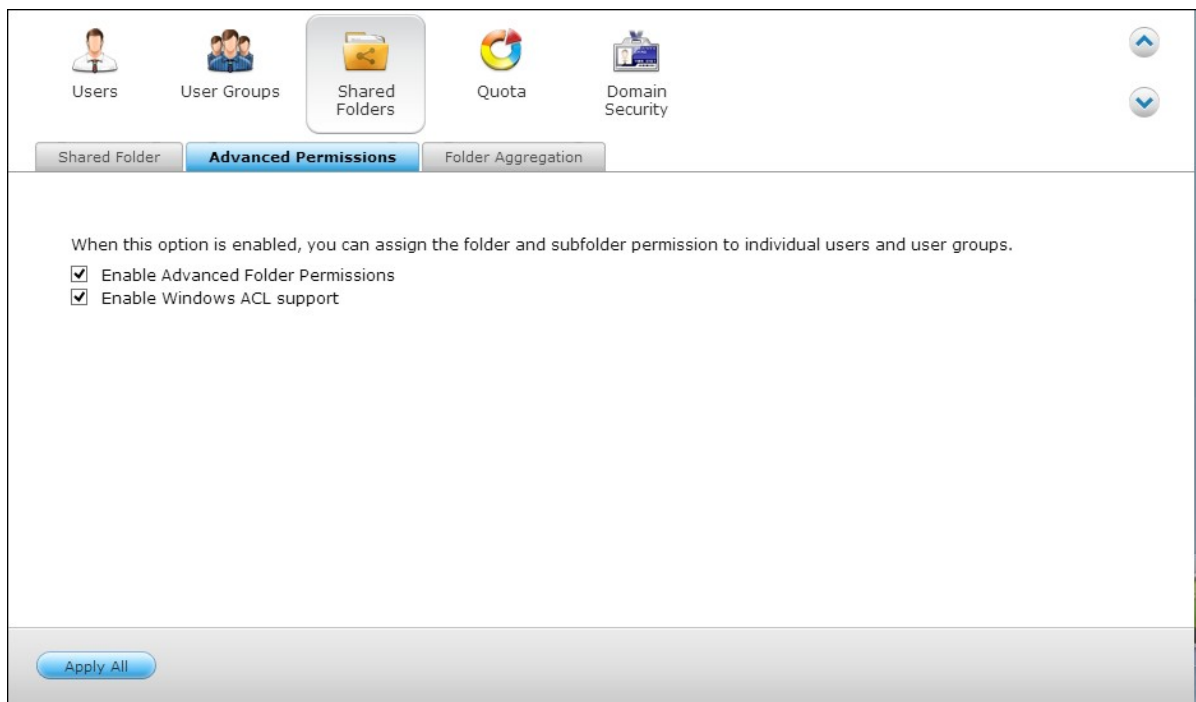 Users
User Groups
Shared
Folders
Quota
Domain
Security
Shared Folder
Advanced Permissions
Folder Aggregation
When this option is enabled, you can assign the folder and subfolder permission to individual users and user groups.
Enable Advanced Folder Permissions
Enable Windows ACL support
Apply All